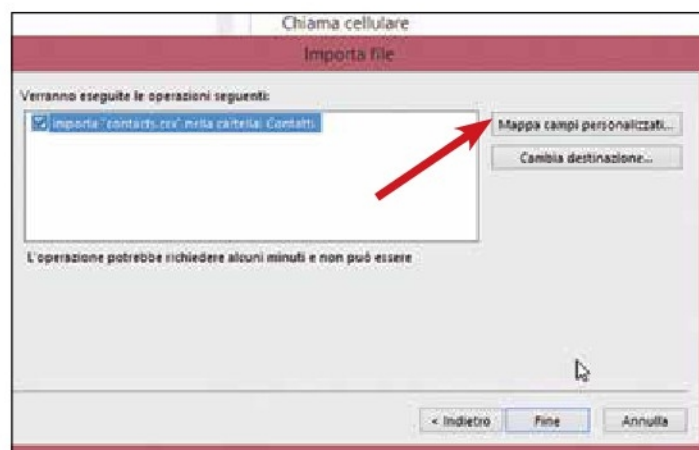 Chiama cellulare
Importa file
Verranno eseguite le operazioni seguenti:
Importa "contacts.csv" nella cartella: Contatti
Mappa campi personalizzati...
Cambia destinazione...
L'operazione potrebbe richiedere alcuni minuti e non può essere
< Indietro
Fine
Annulla